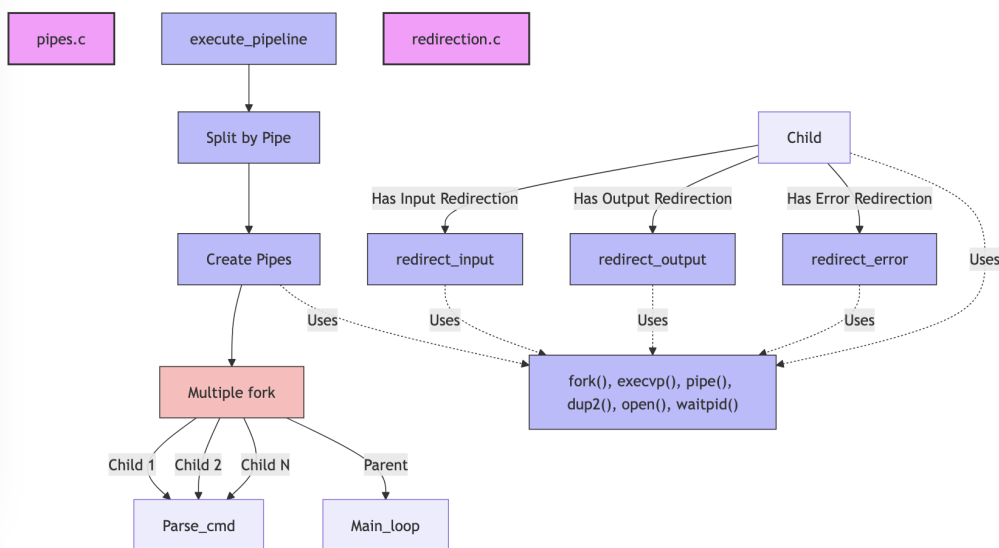 pipes.c
execute_pipeline
redirection.c
Split by Pipe
Child
Has Input Redirection
Has Output Redirection
Has Error Redirection
Create Pipes
redirect_input
redirect_output
redirect_error
Uses
Uses
Uses
Uses
Uses
Multiple fork
fork(), execvp(), pipe(),
dup2(), open(), waitpid()
Child 1
Child 2
Child N
Parent
Parse_cmd
Main_loop